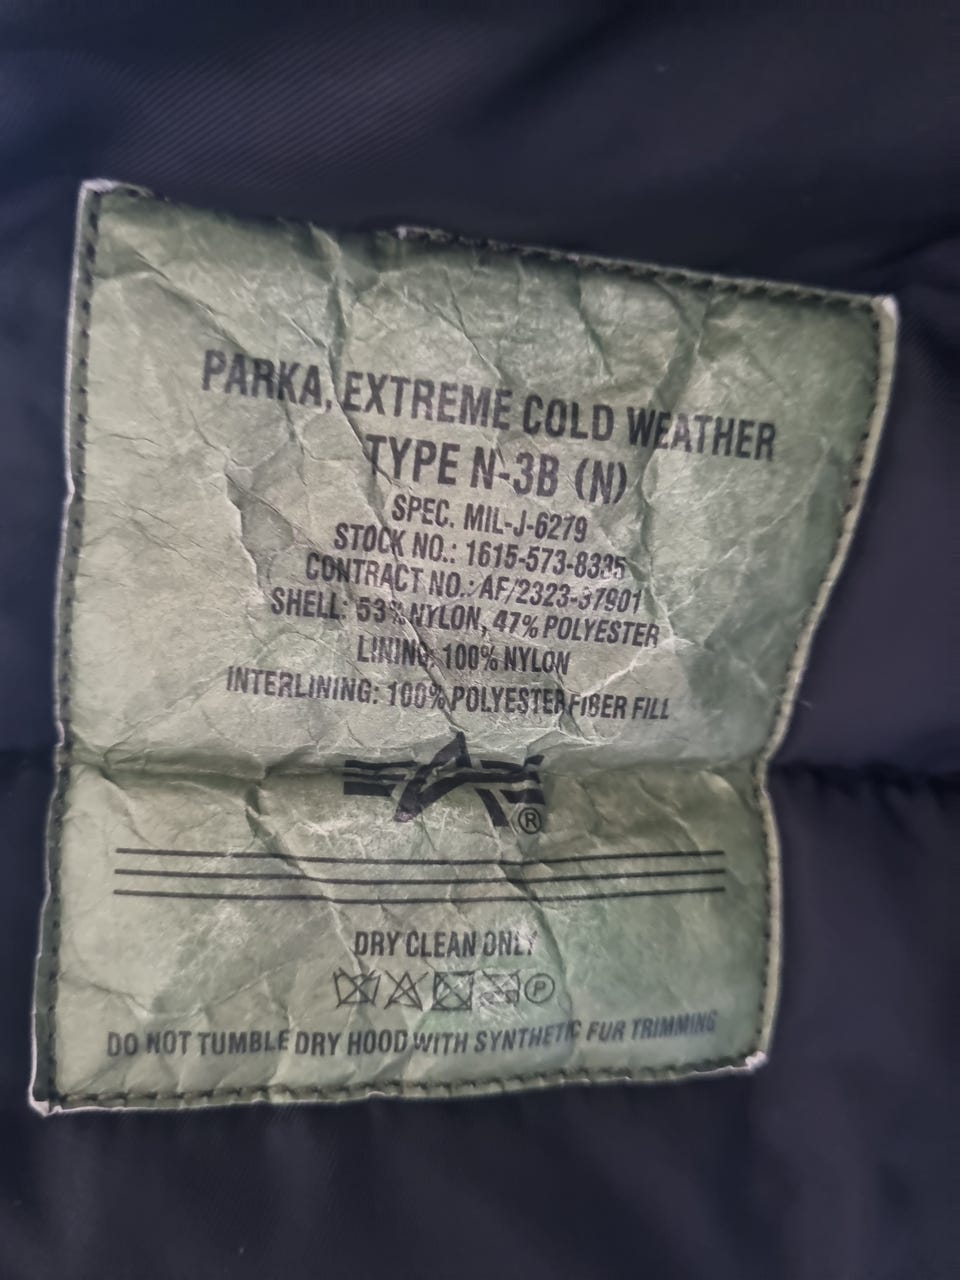 PARKA, EXTREME COLD WEATHER
TYPE N-3B (N)
SPEC. MIL-J-6279
STOCK NO.: 1615-573-8335
CONTRACT NO.: AF/2323-37901
SHELL: 53% NYLON, 47% POLYESTER
LINING: 100% NYLON
INTERLINING: 100% POLYESTER FIBER FILL
®
DRY CLEAN ONLY
P
DO NOT TUMBLE DRY HOOD WITH SYNTHETIC FUR TRIMMING